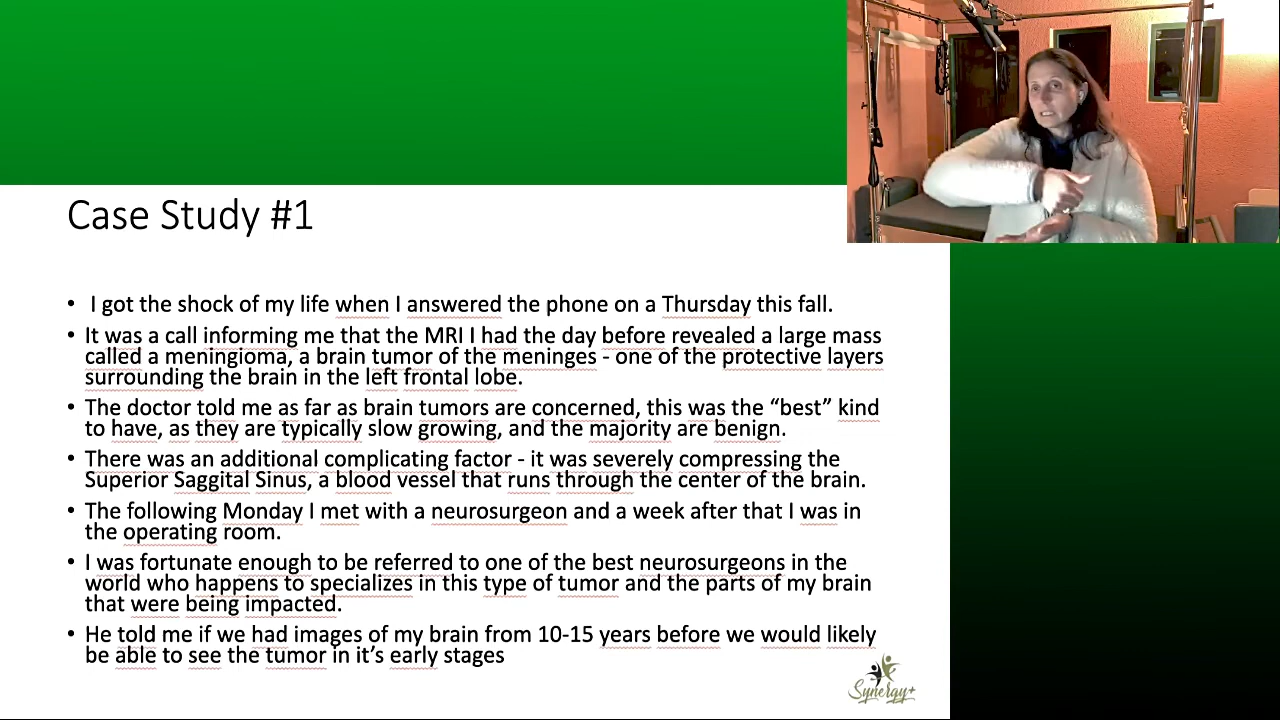 Case Study #1
• I got the shock of my life when I answered the phone on a Thursday this fall.
• It was a call informing me that the MRI I had the day before revealed a large mass
called a meningioma, a brain tumor of the meninges - one of the protective layers
surrounding the brain in the left frontal lobe.
• The doctor told me as far as brain tumors are concerned, this was the “best” kind
to have, as they are typically slow growing, and the majority are benign.
• There was an additional complicating factor - it was severely compressing the
Superior Saggital Sinus, a blood vessel that runs through the center of the brain.
• The following Monday I met with a neurosurgeon and a week after that I was in
the operating room.
• I was fortunate enough to be referred to one of the best neurosurgeons in the
world who happens to specializes in this type of tumor and the parts of my brain
that were being impacted.
• He told me if we had images of my brain from 10-15 years before we would likely
be able to see the tumor in it’s early stages
Synergy+